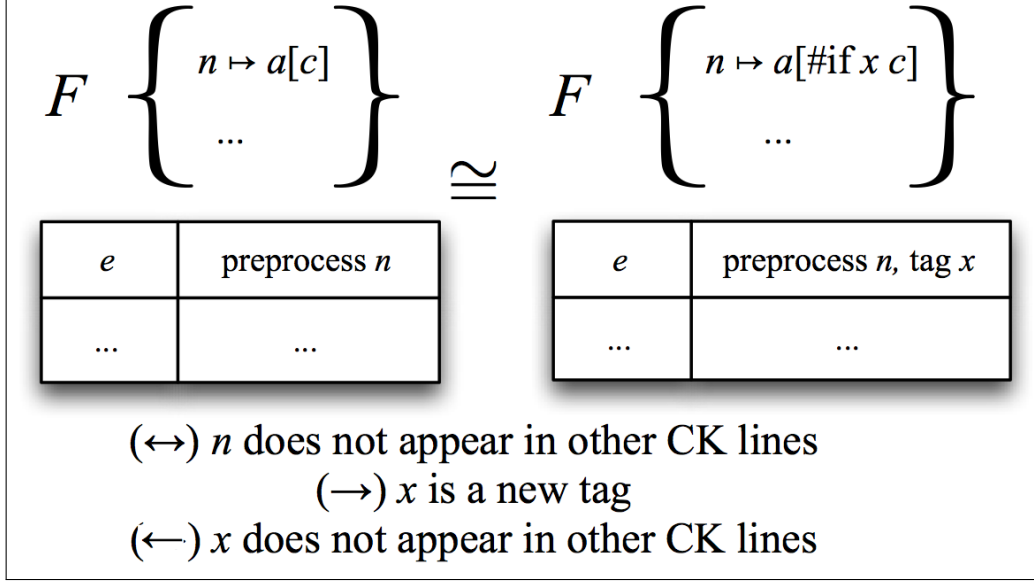 F { n ↦ a[c] ... } ≅ F { n ↦ a[#if x c] ... }
e preprocess n
... ...
e preprocess n, tag x
... ...
(↔) n does not appear in other CK lines
(→) x is a new tag
(←) x does not appear in other CK lines